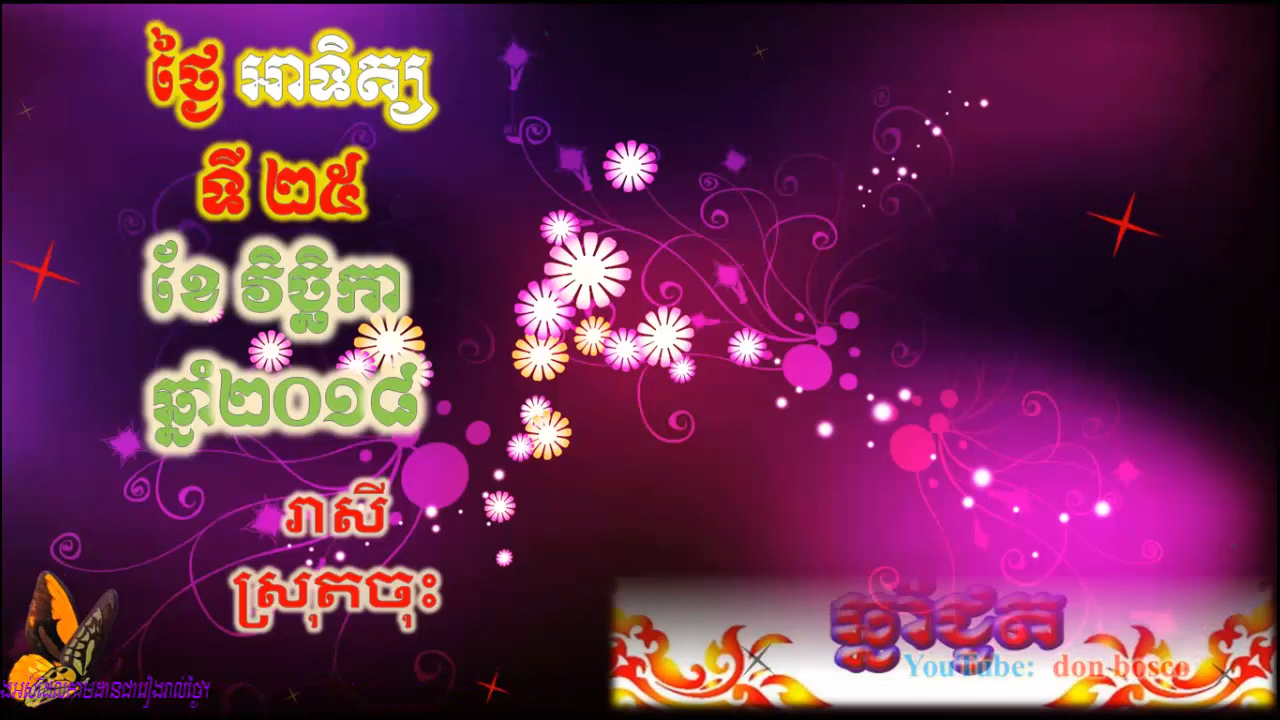 ថ្ងៃ អាទិត្យ
ទី ២៥
ខែ វិច្ឆិកា
ឆ្នាំ២០១៨
រាសី
ស្រុតចុះ
ឆ្នាំជូត
YouTube: don bosco